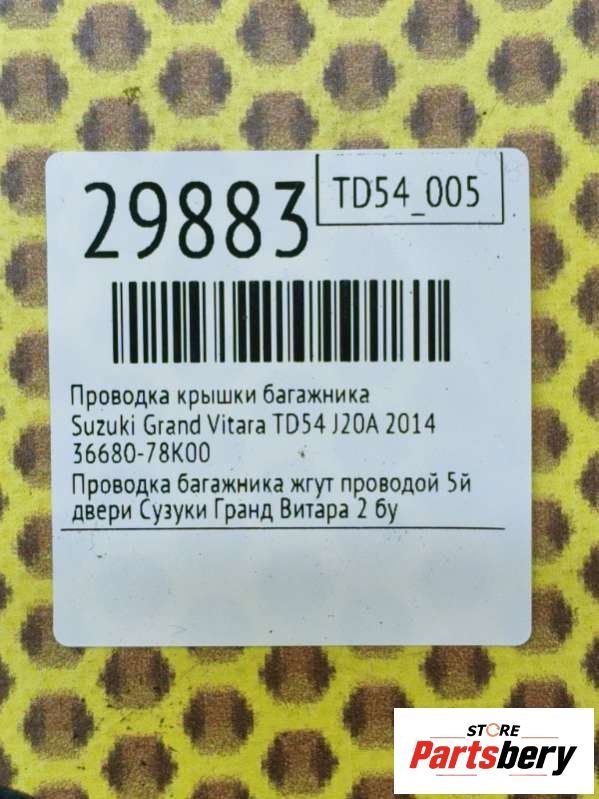 29883
TD54_005
Проводка крышки багажника
Suzuki Grand Vitara TD54 J20A 2014
36680-78K00
Проводка багажника жгут проводой 5й
двери Сузуки Гранд Витара 2 бу
STORE
Partsbery